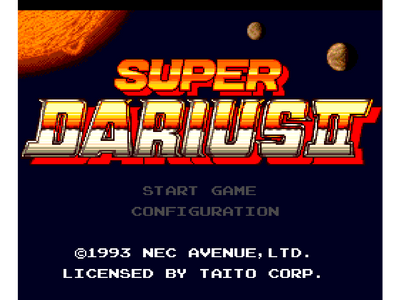 SUPER
DARIUS II
START GAME
CONFIGURATION
©1993 NEC AVENUE,LTD.
LICENSED BY TAITO CORP.